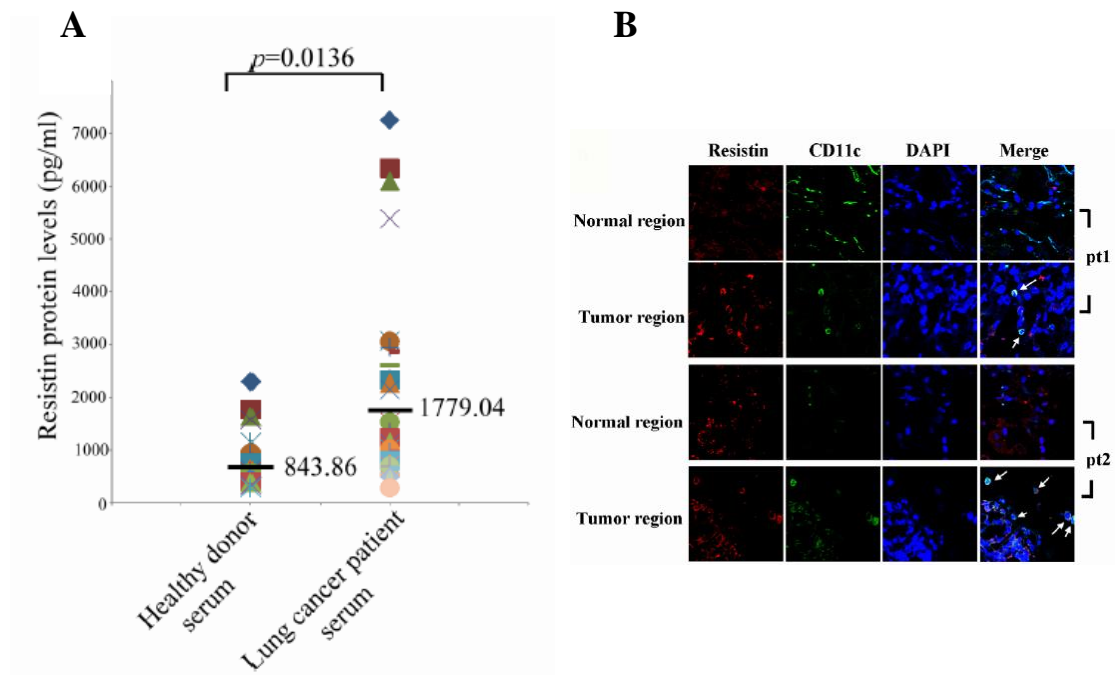 A
p=0.0136
Resistin protein levels (pg/ml)
7000
6000
5000
4000
3000
2000
1000
0
1779.04
843.86
Healthy donor
serum
Lung cancer patient
serum
B
Resistin CD11c DAPI Merge
Normal region
pt1
Tumor region
Normal region
pt2
Tumor region